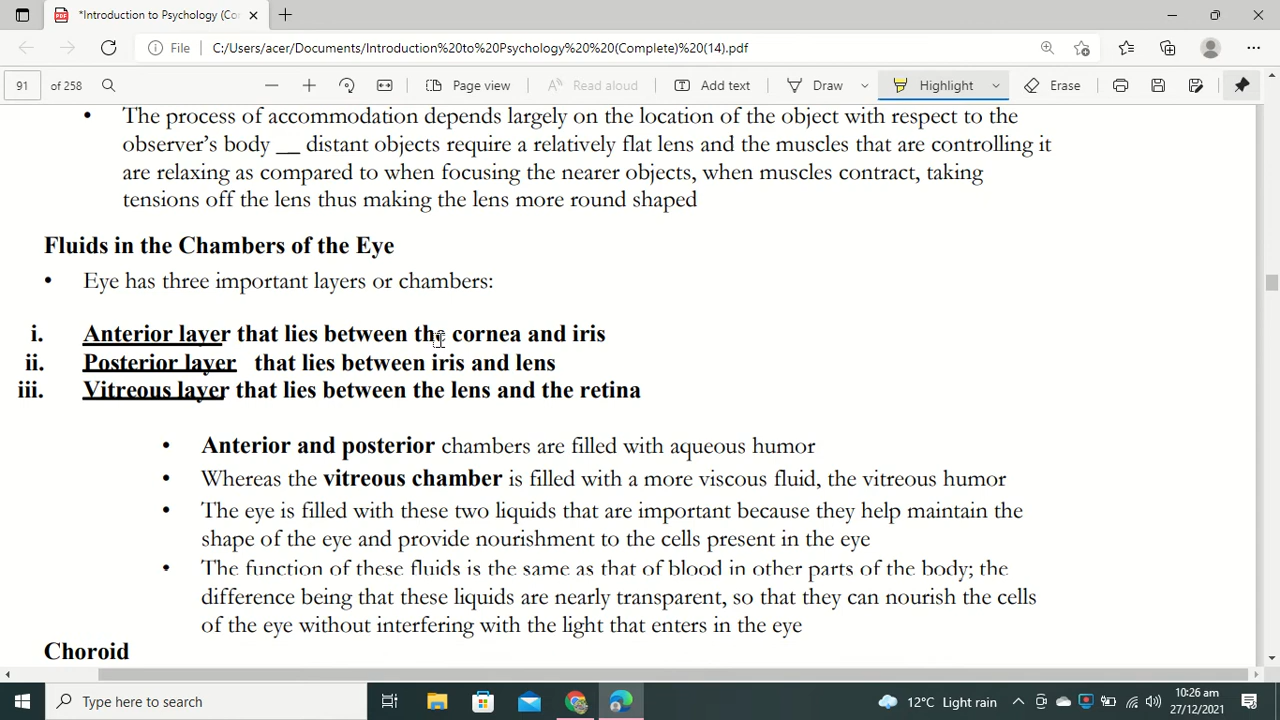 *Introduction to Psychology (Co
File C:/Users/acer/Documents/Introduction%20to%20Psychology%20%20(Complete)%20(14).pdf
91 of 258 Page view Read aloud Add text Draw Highlight Erase
• The process of accommodation depends largely on the location of the object with respect to the
observer’s body __ distant objects require a relatively flat lens and the muscles that are controlling it
are relaxing as compared to when focusing the nearer objects, when muscles contract, taking
tensions off the lens thus making the lens more round shaped
Fluids in the Chambers of the Eye
• Eye has three important layers or chambers:
i. Anterior layer that lies between the cornea and iris
ii. Posterior layer that lies between iris and lens
iii. Vitreous layer that lies between the lens and the retina
• Anterior and posterior chambers are filled with aqueous humor
• Whereas the vitreous chamber is filled with a more viscous fluid, the vitreous humor
• The eye is filled with these two liquids that are important because they help maintain the
shape of the eye and provide nourishment to the cells present in the eye
• The function of these fluids is the same as that of blood in other parts of the body; the
difference being that these liquids are nearly transparent, so that they can nourish the cells
of the eye without interfering with the light that enters in the eye
Choroid
Type here to search 12°C Light rain 10:26 am
27/12/2021